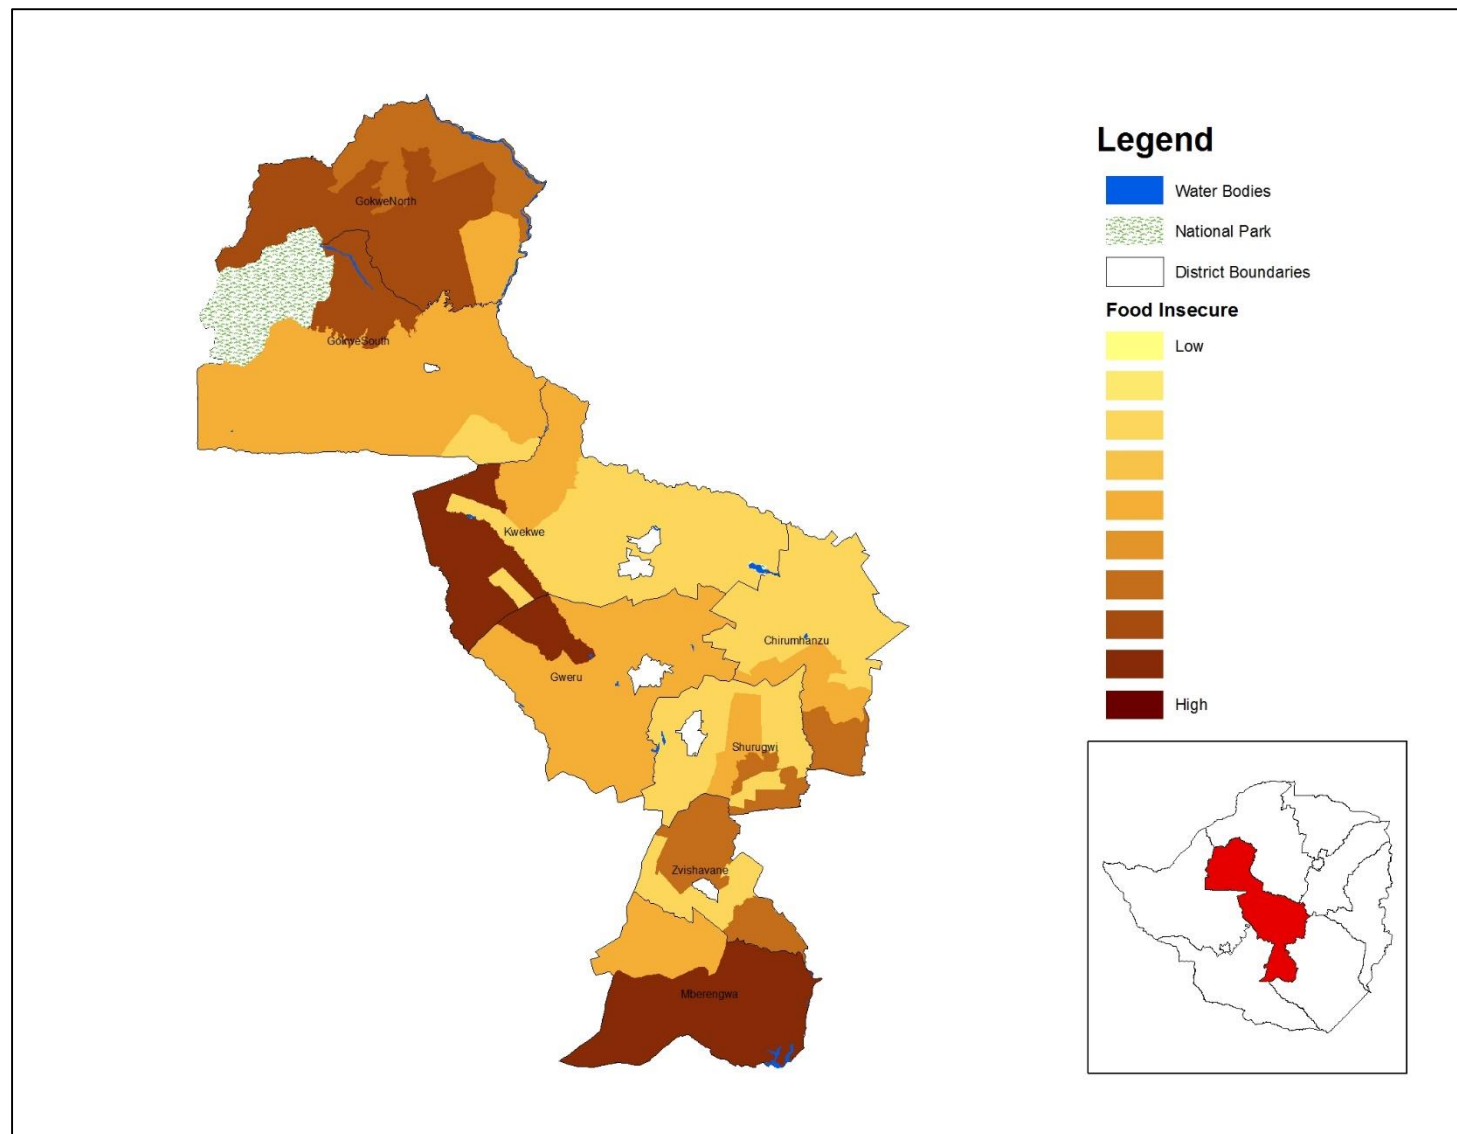 Legend
Water Bodies
National Park
District Boundaries
Food Insecure
Low
High
GokweNorth
GokweSouth
Kwekwe
Chirumhanzu
Gweru
Shurugwi
Zvishavane
Mberengwa